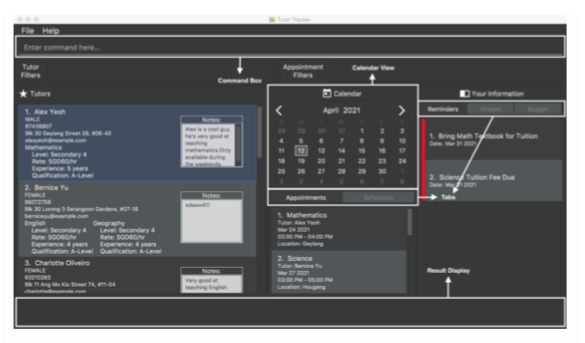 Tutor Tracker
File Help
Enter command here...
Tutor
Filters
Command Box
Appointment
Filters
Calendar View
★ Tutors
1. Alex Yeoh
MALE
87438807
Blk 30 Geylang Street 29, #06-40
alexyeoh@example.com
Mathematics
Level: Secondary 4
Rate: SGD60/hr
Experience: 5 years
Qualification: A-Level
Notes:
Alex is a cool guy,
he's very good at
teaching
mathematics.Only
available during
the weekends.
2. Bernice Yu
FEMALE
99272758
Blk 30 Lorong 3 Serangoon Gardens, #07-18
berniceyu@example.com
English
Level: Secondary 4
Rate: SGD60/hr
Experience: 4 years
Qualification: A-Level
Geography
Level: Secondary 4
Rate: SGD60/hr
Experience: 4 years
Qualification: A-Level
Notes:
3. Charlotte Oliveiro
FEMALE
93210283
Blk 11 Ang Mo Kio Street 74, #11-04
charlotte@example.com
Notes:
Very good at
teaching English
Calendar
April 2021
28 29 30 31 1 2 3
4 5 6 7 8 9 10
11 12 13 14 15 16 17
18 19 20 21 22 23 24
25 26 27 28 29 30 1
2 3 4 5 6 7 8
Appointments Schedules
1. Mathematics
Tutor: Alex Yeoh
Mar 24 2021
02:00 PM - 04:00 PM
Location: Geylang
2. Science
Tutor: Bernice Yu
Mar 27 2021
03:00 PM - 05:00 PM
Location: Hougang
Your Information
Reminders Grades Budget
1. Bring Math Textbook for Tuition
Date: Mar 31 2021
2. Science Tuition Fee Due
Date: Mar 31 2021
Tabs
Result Display